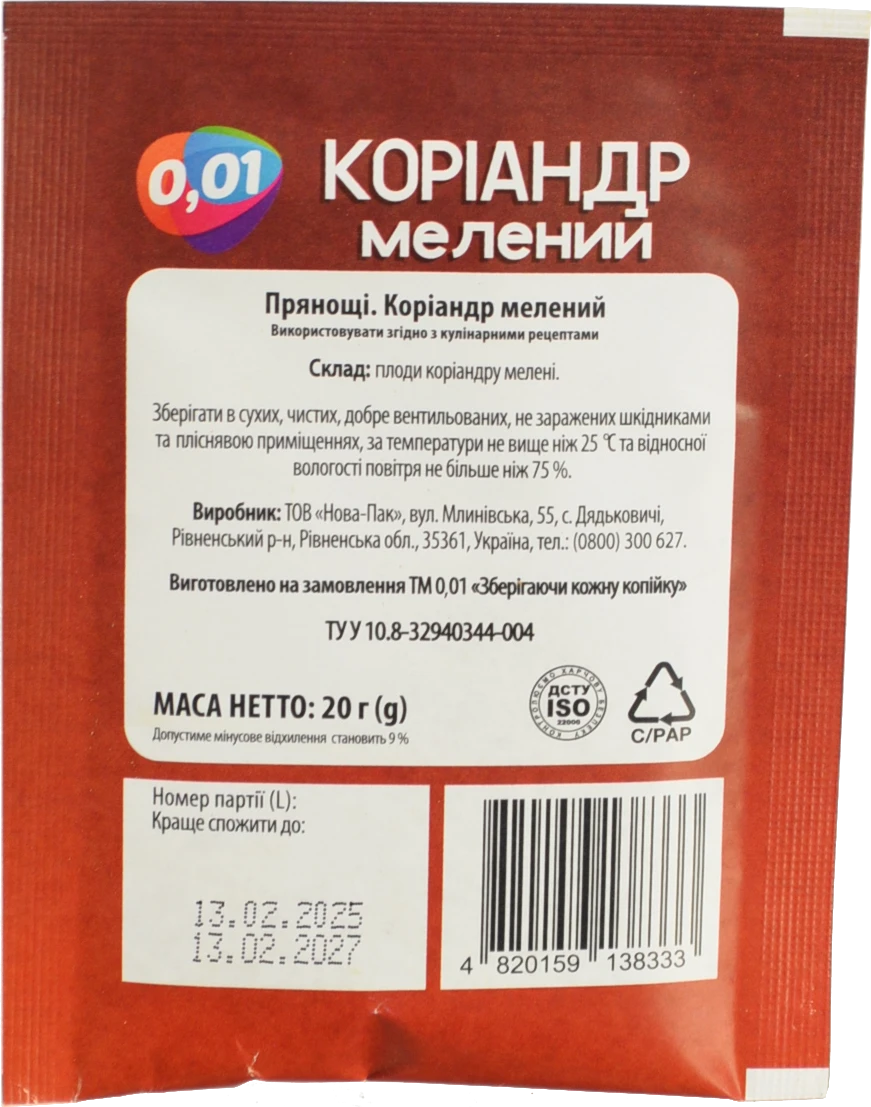 0,01
КОРІАНДР
мелений
Прянощі. Коріандр мелений
Використовувати згідно з кулінарними рецептами
Склад: плоди коріандру мелені.
Зберігати в сухих, чистих, добре вентильованих, не заражених шкідниками
та пліснявою приміщеннях, за температури не вище ніж 25 °С та відносної
вологості повітря не більше ніж 75 %.
Виробник: ТОВ «Нова-Пак», вул. Млинівська, 55, с. Дядьковичі,
Рівненський р-н, Рівненська обл., 35361, Україна, тел.: (0800) 300 627.
Виготовлено на замовлення ТМ 0,01 «Зберігаючи кожну копійку»
ТУ У 10.8-32940344-004
МАСА НЕТТО: 20 г (g)
Допустиме мінусове відхилення становить 9 %
КОНТРОЛЮЄМО ХАРЧОВУ БЕЗПЕКУ
ДСТУ
ISO
22000
C/PAP
Номер партії (L):
Краще спожити до:
13.02.2025
13.02.2027
4 820159 138333